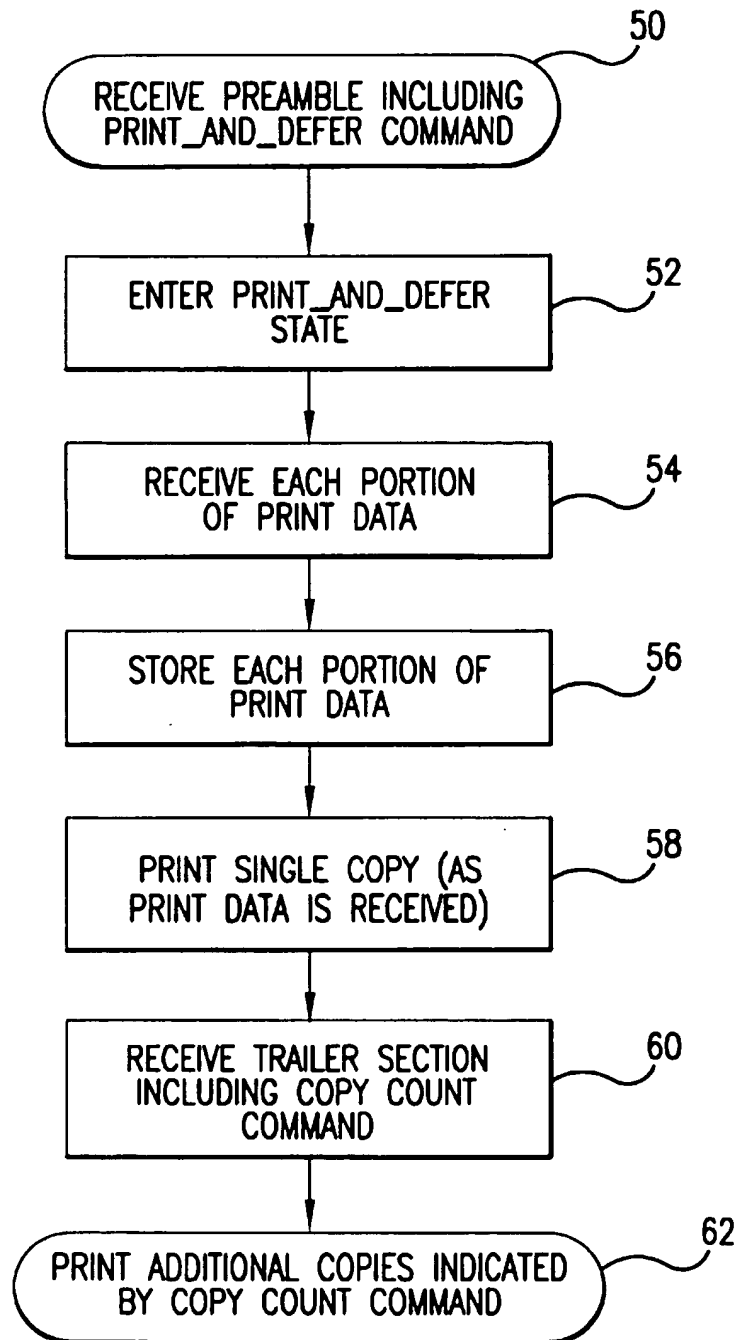 50
RECEIVE PREAMBLE INCLUDING
PRINT_AND_DEFER COMMAND
52
ENTER PRINT_AND_DEFER
STATE
54
RECEIVE EACH PORTION
OF PRINT DATA
56
STORE EACH PORTION OF
PRINT DATA
58
PRINT SINGLE COPY (AS
PRINT DATA IS RECEIVED)
60
RECEIVE TRAILER SECTION
INCLUDING COPY COUNT
COMMAND
62
PRINT ADDITIONAL COPIES INDICATED
BY COPY COUNT COMMAND